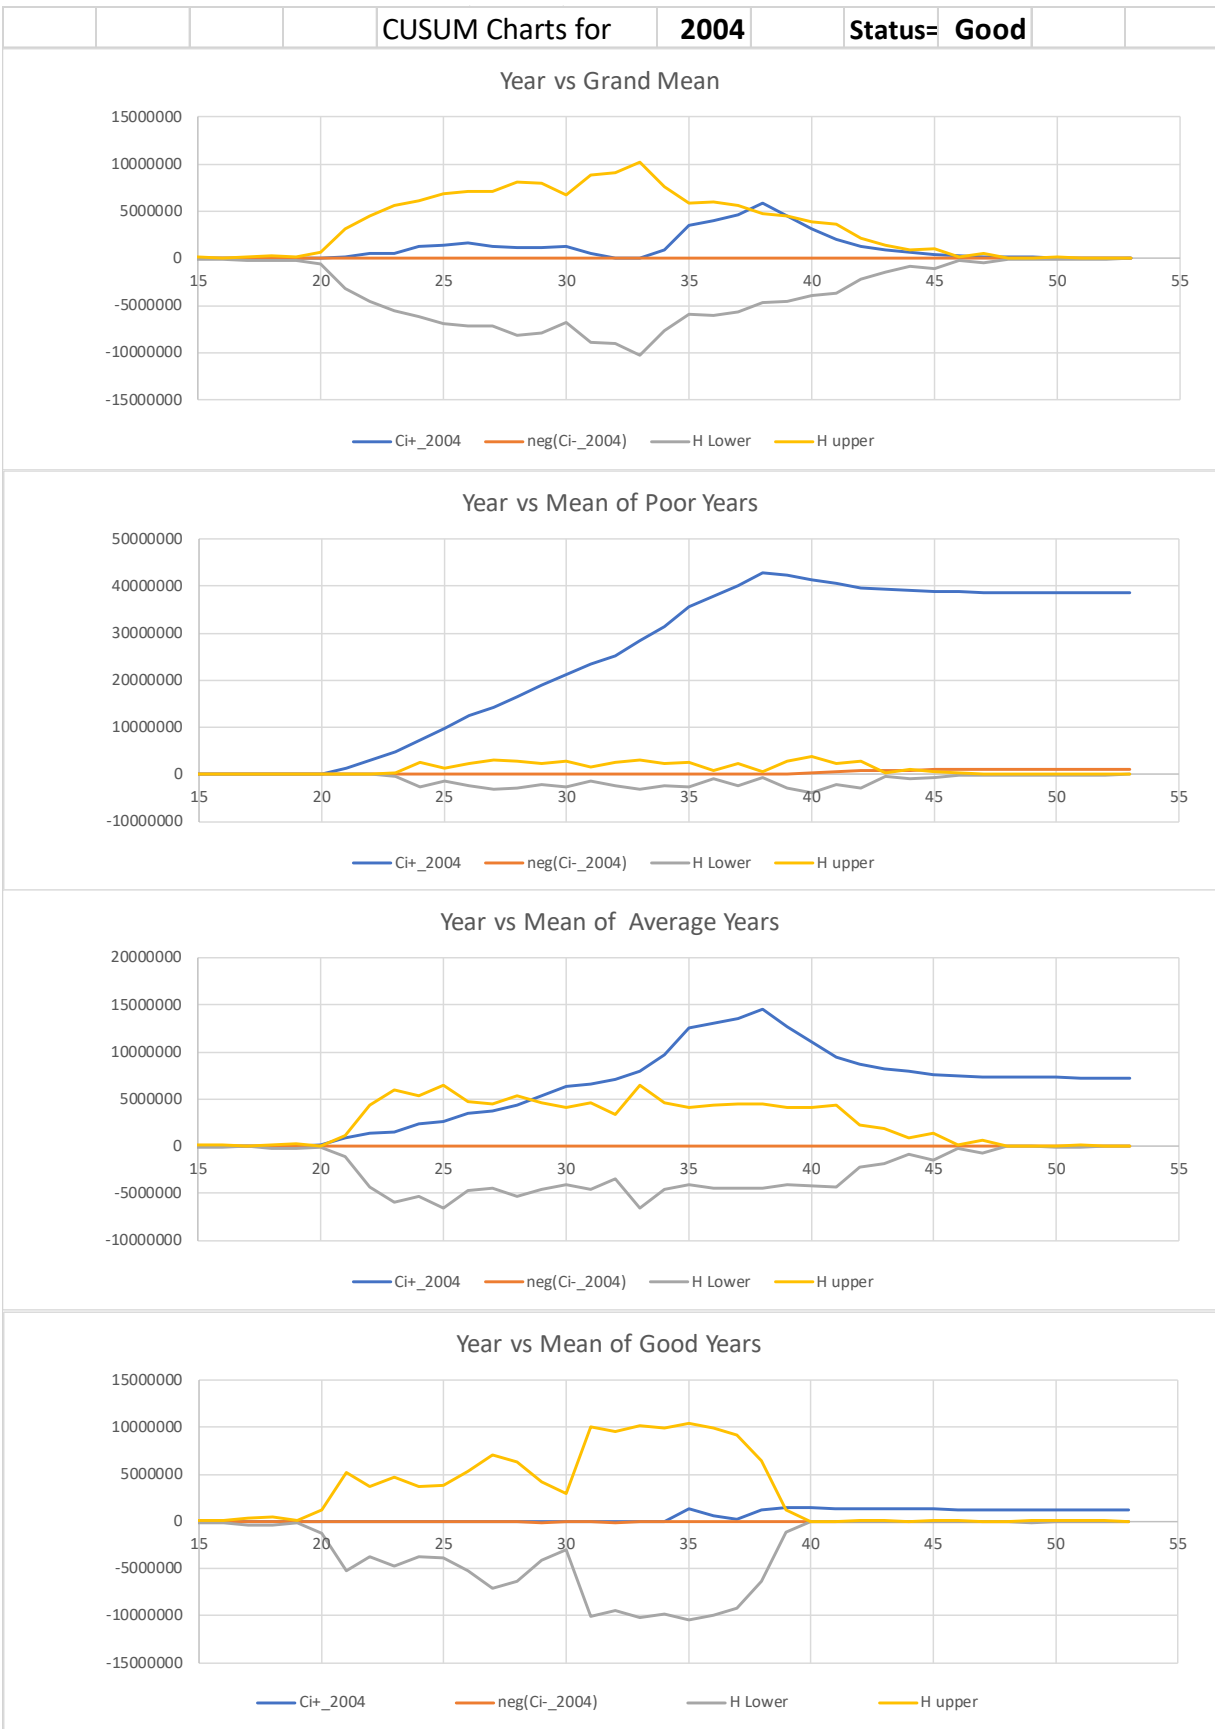 CUSUM Charts for 2004 Status= Good
Year vs Grand Mean
15000000
10000000
5000000
0
15 20 25 30 35 40 45 50 55
-5000000
-10000000
-15000000
Ci+_2004 neg(Ci-_2004) H Lower H upper
Year vs Mean of Poor Years
50000000
40000000
30000000
20000000
10000000
0
15 20 25 30 35 40 45 50 55
-10000000
Ci+_2004 neg(Ci-_2004) H Lower H upper
Year vs Mean of Average Years
20000000
15000000
10000000
5000000
0
15 20 25 30 35 40 45 50 55
-5000000
-10000000
Ci+_2004 neg(Ci-_2004) H Lower H upper
Year vs Mean of Good Years
15000000
10000000
5000000
0
15 20 25 30 35 40 45 50 55
-5000000
-10000000
-15000000
Ci+_2004 neg(Ci-_2004) H Lower H upper